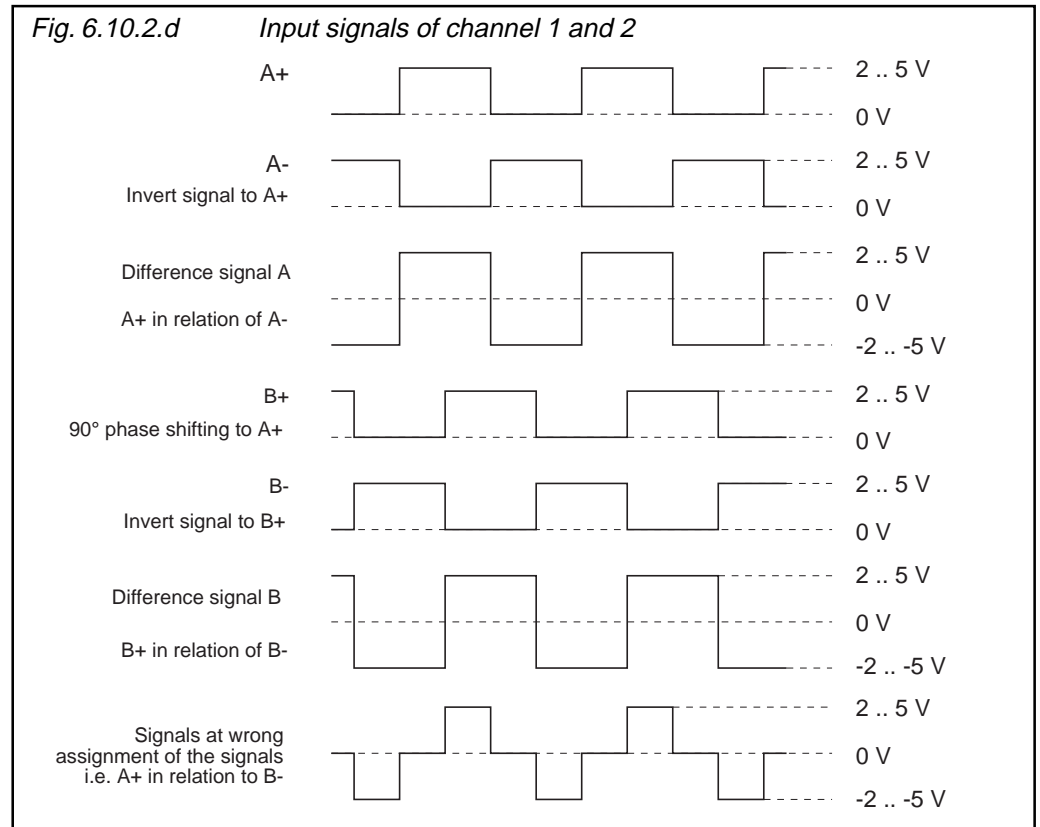 Fig. 6.10.2.d Input signals of channel 1 and 2
A+
2 .. 5 V
0 V
A-
Invert signal to A+
2 .. 5 V
0 V
Difference signal A
A+ in relation of A-
2 .. 5 V
0 V
-2 .. -5 V
B+
90° phase shifting to A+
2 .. 5 V
0 V
B-
Invert signal to B+
2 .. 5 V
0 V
Difference signal B
B+ in relation of B-
2 .. 5 V
0 V
-2 .. -5 V
Signals at wrong
assignment of the signals
i.e. A+ in relation to B-
2 .. 5 V
0 V
-2 .. -5 V